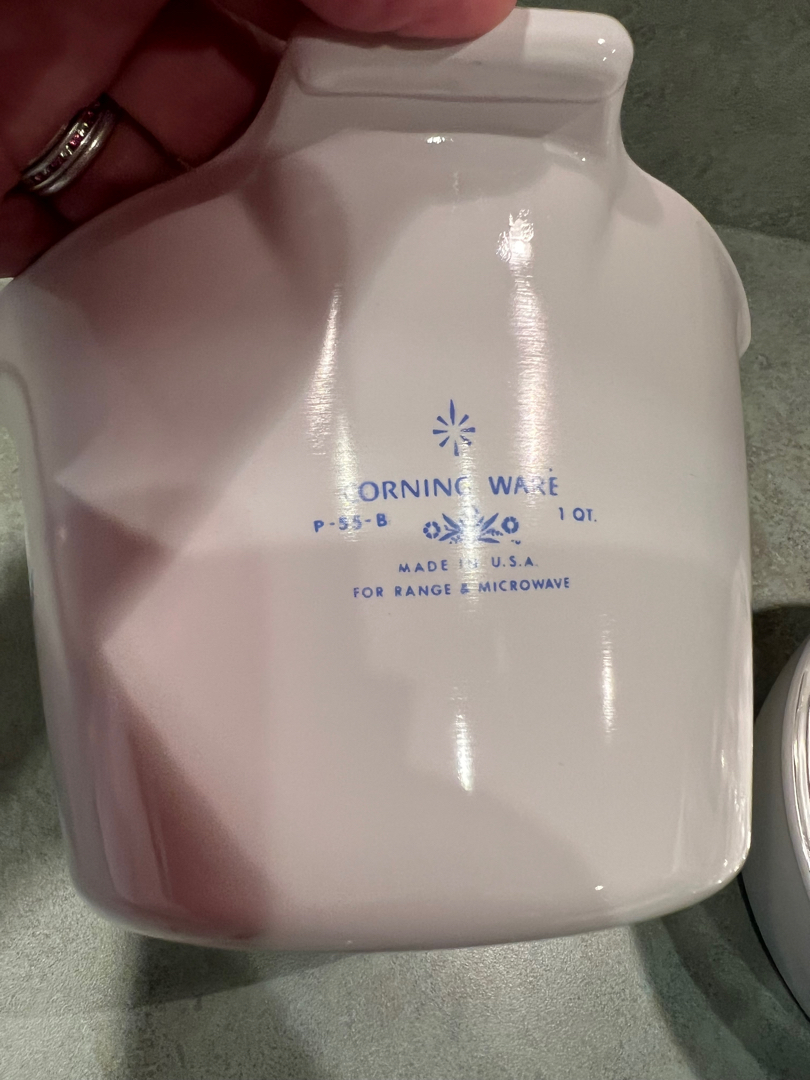 CORNING WARE
P-55-B 1 QT.
MADE IN U.S.A.
FOR RANGE & MICROWAVE